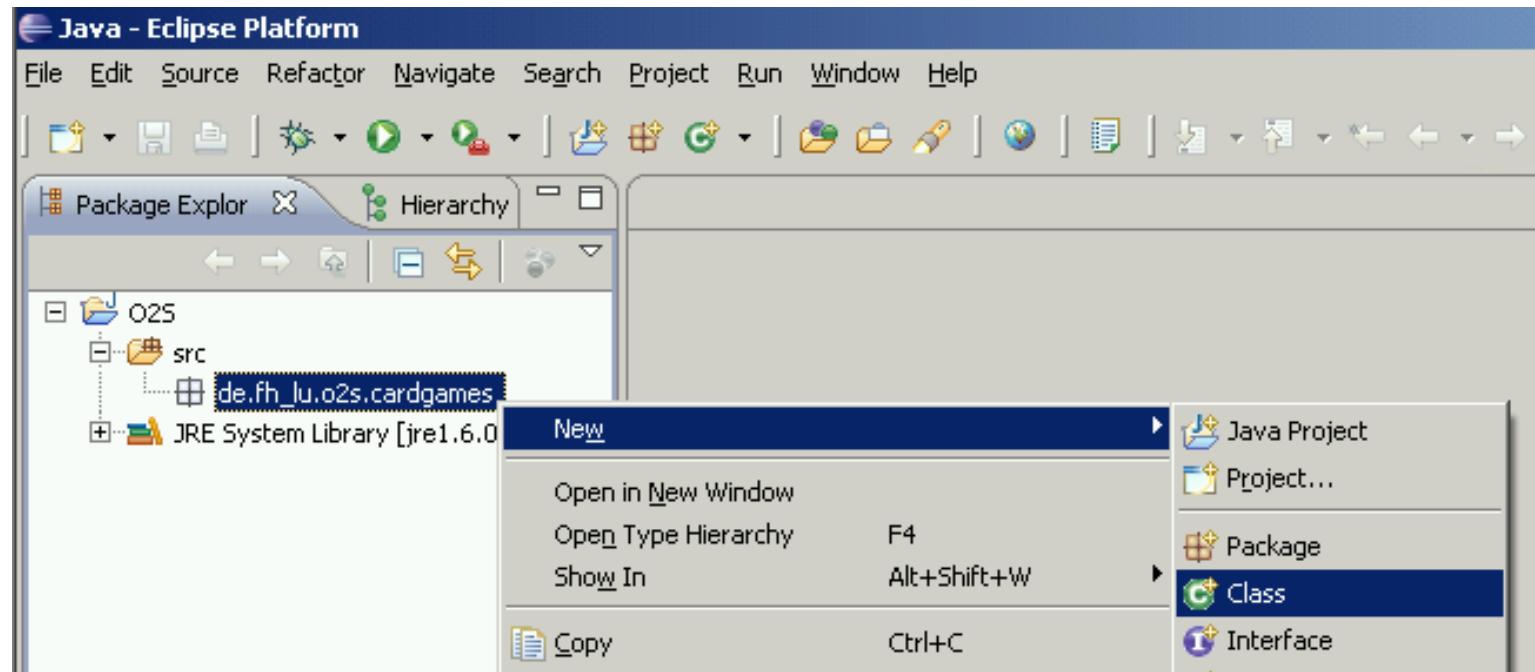 Java - Eclipse Platform
File Edit Source Refactor Navigate Search Project Run Window Help
Package Explor Hierarchy
O2S
src
de.fh_lu.o2s.cardgames
JRE System Library [jre1.6.0
New
Open in New Window
Open Type Hierarchy F4
Show In Alt+Shift+W
Copy Ctrl+C
Java Project
Project...
Package
Class
Interface